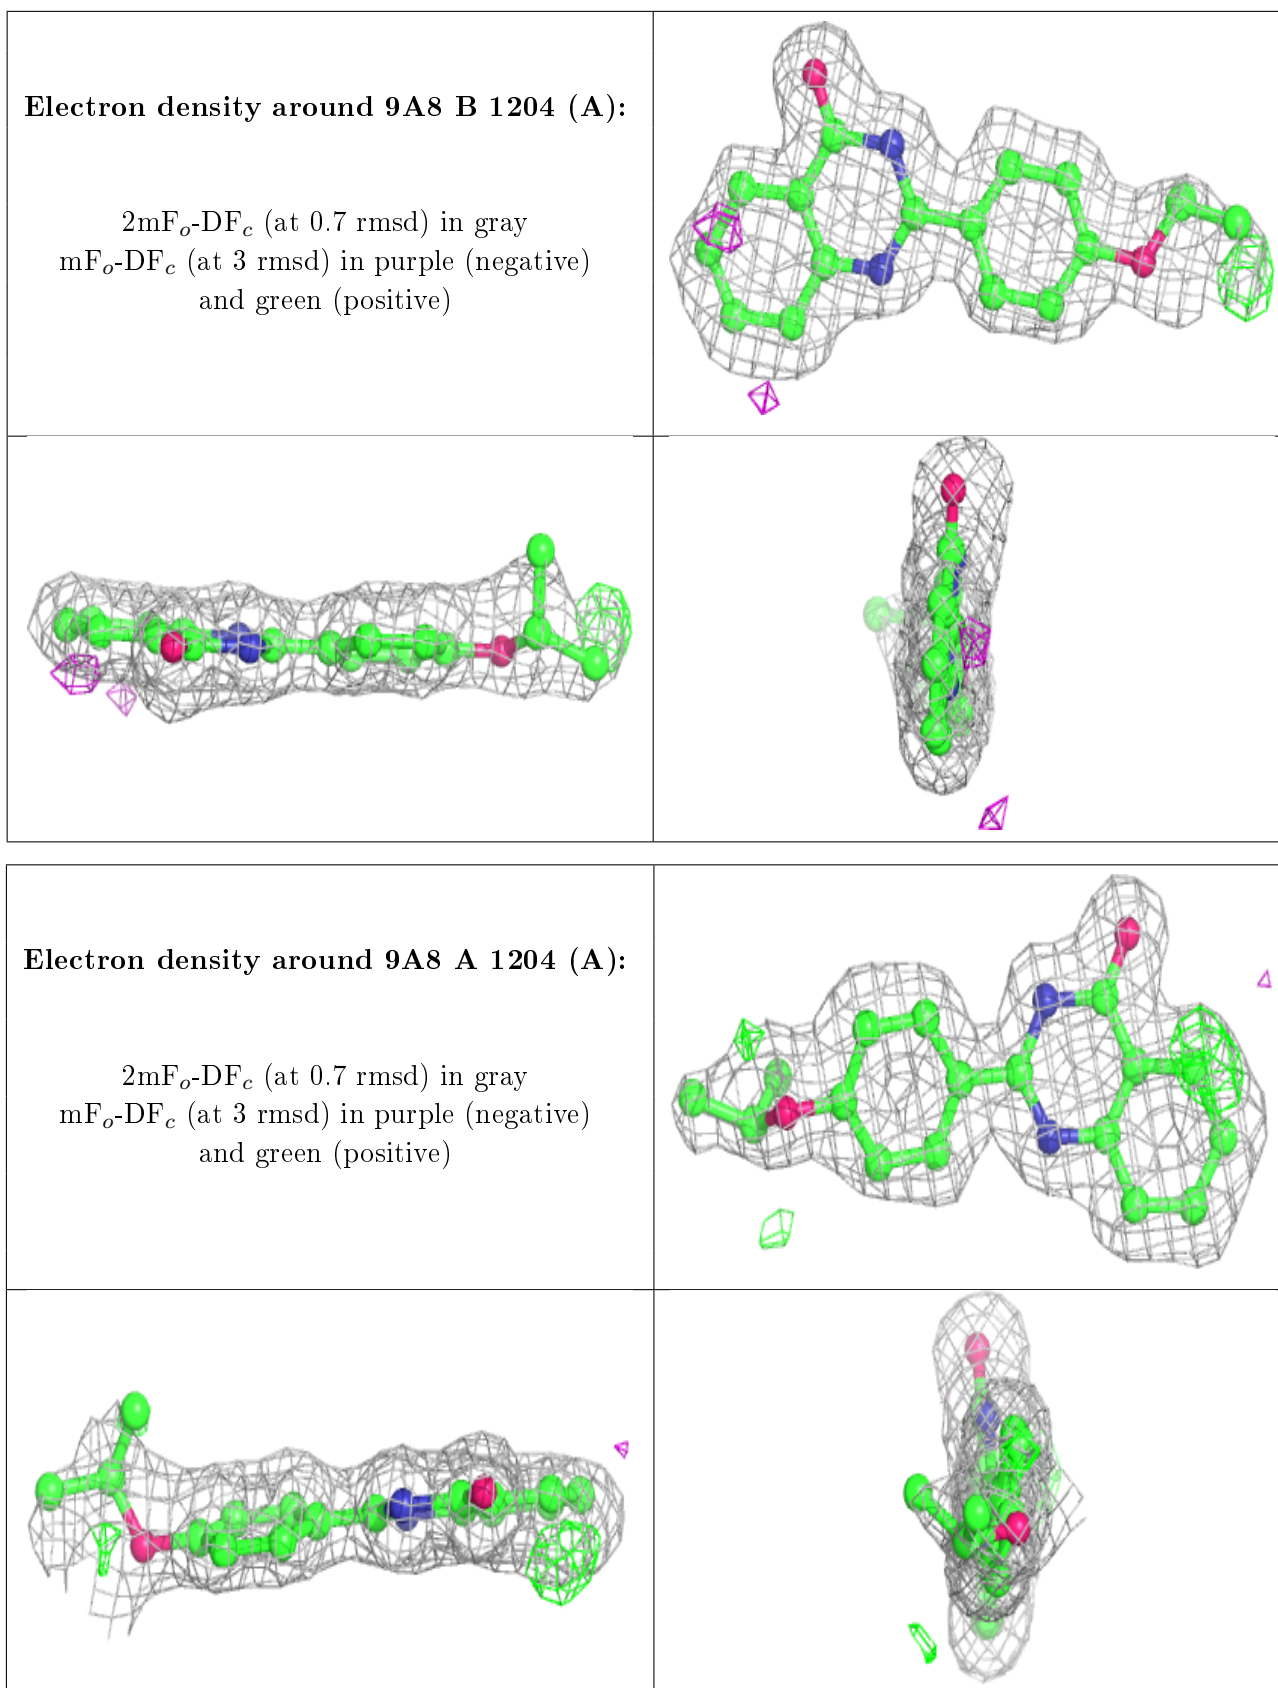 Electron density around 9A8 B 1204 (A):
2mFo-DFc (at 0.7 rmsd) in gray
mFo-DFc (at 3 rmsd) in purple (negative)
and green (positive)
Electron density around 9A8 A 1204 (A):
2mFo-DFc (at 0.7 rmsd) in gray
mFo-DFc (at 3 rmsd) in purple (negative)
and green (positive)